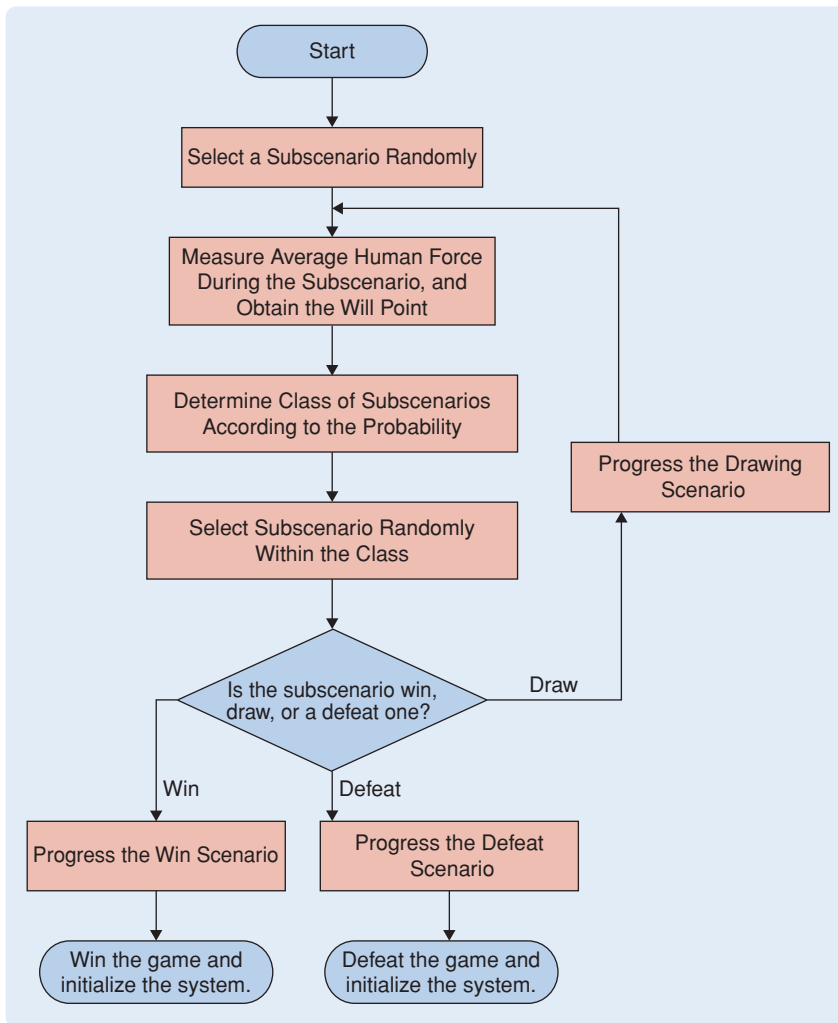 Start
Select a Subscenario Randomly
Measure Average Human Force
During the Subscenario, and
Obtain the Will Point
Determine Class of Subscenarios
According to the Probability
Progress the Drawing
Scenario
Select Subscenario Randomly
Within the Class
Is the subscenario win,
draw, or a defeat one?
Draw
Win
Defeat
Progress the Win Scenario
Progress the Defeat
Scenario
Win the game and
initialize the system.
Defeat the game and
initialize the system.